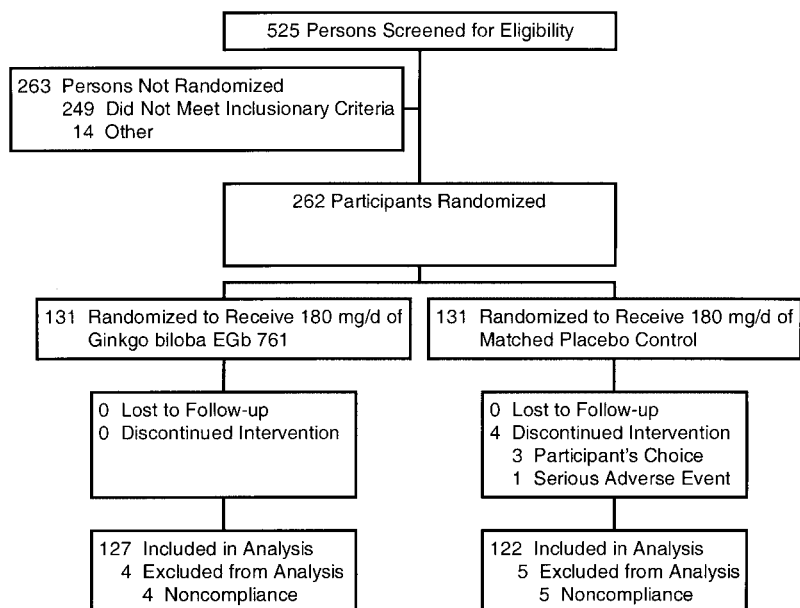 525 Persons Screened for Eligibility
263 Persons Not Randomized
249 Did Not Meet Inclusionary Criteria
14 Other
262 Participants Randomized
131 Randomized to Receive 180 mg/d of
Ginkgo biloba EGb 761
131 Randomized to Receive 180 mg/d of
Matched Placebo Control
0 Lost to Follow-up
0 Discontinued Intervention
0 Lost to Follow-up
4 Discontinued Intervention
3 Participant's Choice
1 Serious Adverse Event
127 Included in Analysis
4 Excluded from Analysis
4 Noncompliance
122 Included in Analysis
5 Excluded from Analysis
5 Noncompliance